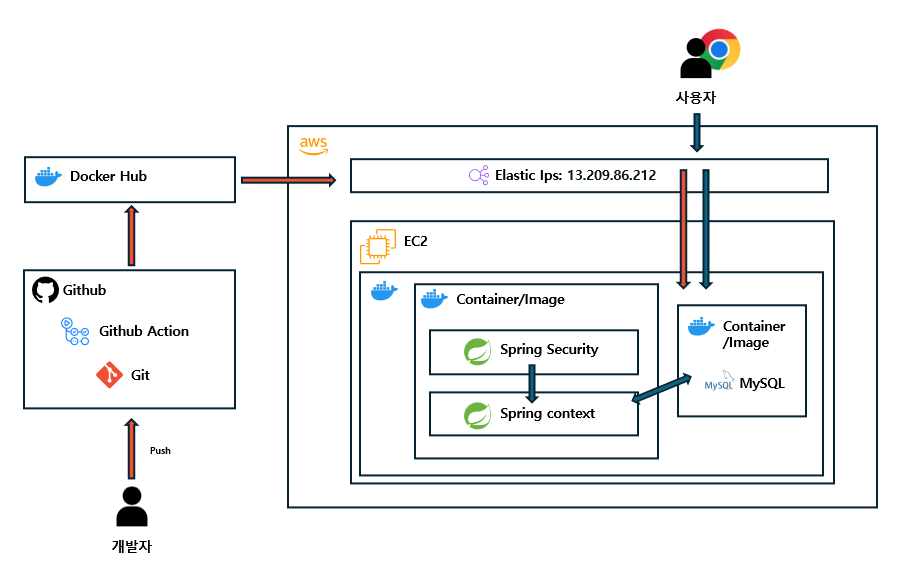 사용자
aws
Docker Hub
Elastic Ips: 13.209.86.212
EC2
Github
Container/Image
Github Action
Container
/Image
Spring Security
Git
MySQL MySQL
Spring context
Push
개발자